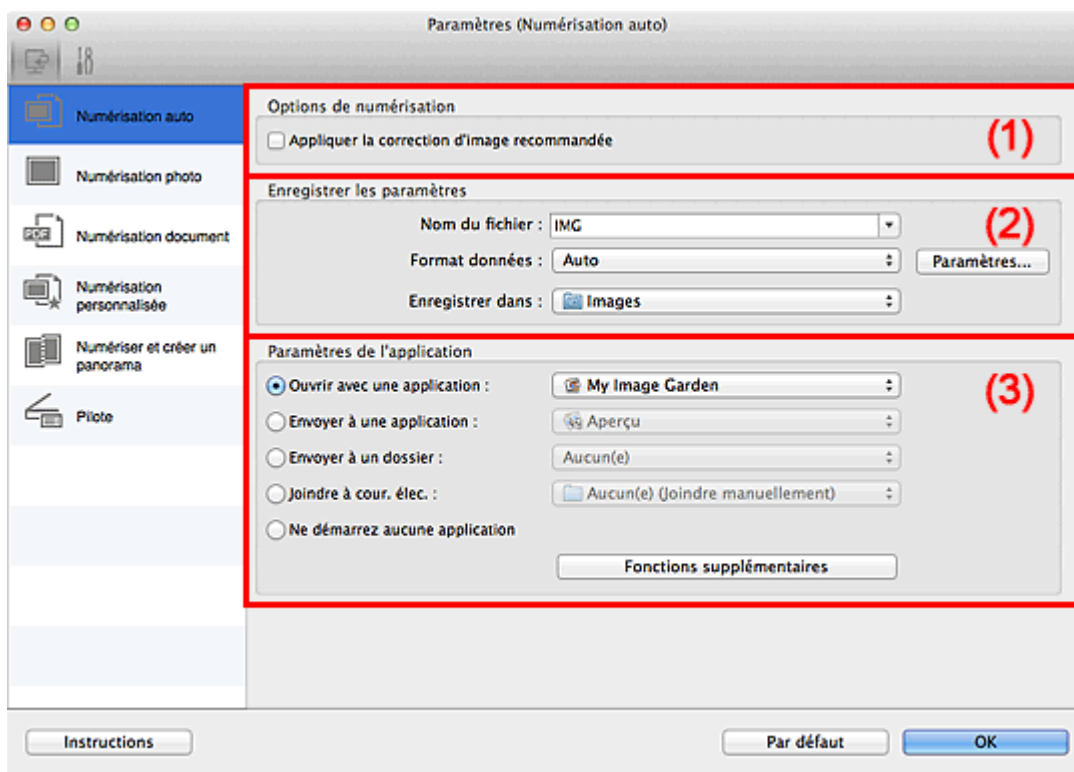 Paramètres (Numérisation auto)
Numérisation auto
Numérisation photo
PDF
Numérisation document
Numérisation
personnalisée
Numériser et créer un
panorama
Pilote
Options de numérisation
Appliquer la correction d'image recommandée
(1)
Enregistrer les paramètres
(2)
Nom du fichier : IMG
Format données : Auto Paramètres...
Enregistrer dans : Images
Paramètres de l'application
(3)
Ouvrir avec une application : My Image Garden
Envoyer à une application : Aperçu
Envoyer à un dossier : Aucun(e)
Joindre à cour. élec. : Aucun(e) (Joindre manuellement)
Ne démarrez aucune application
Fonctions supplémentaires
Instructions Par défaut OK